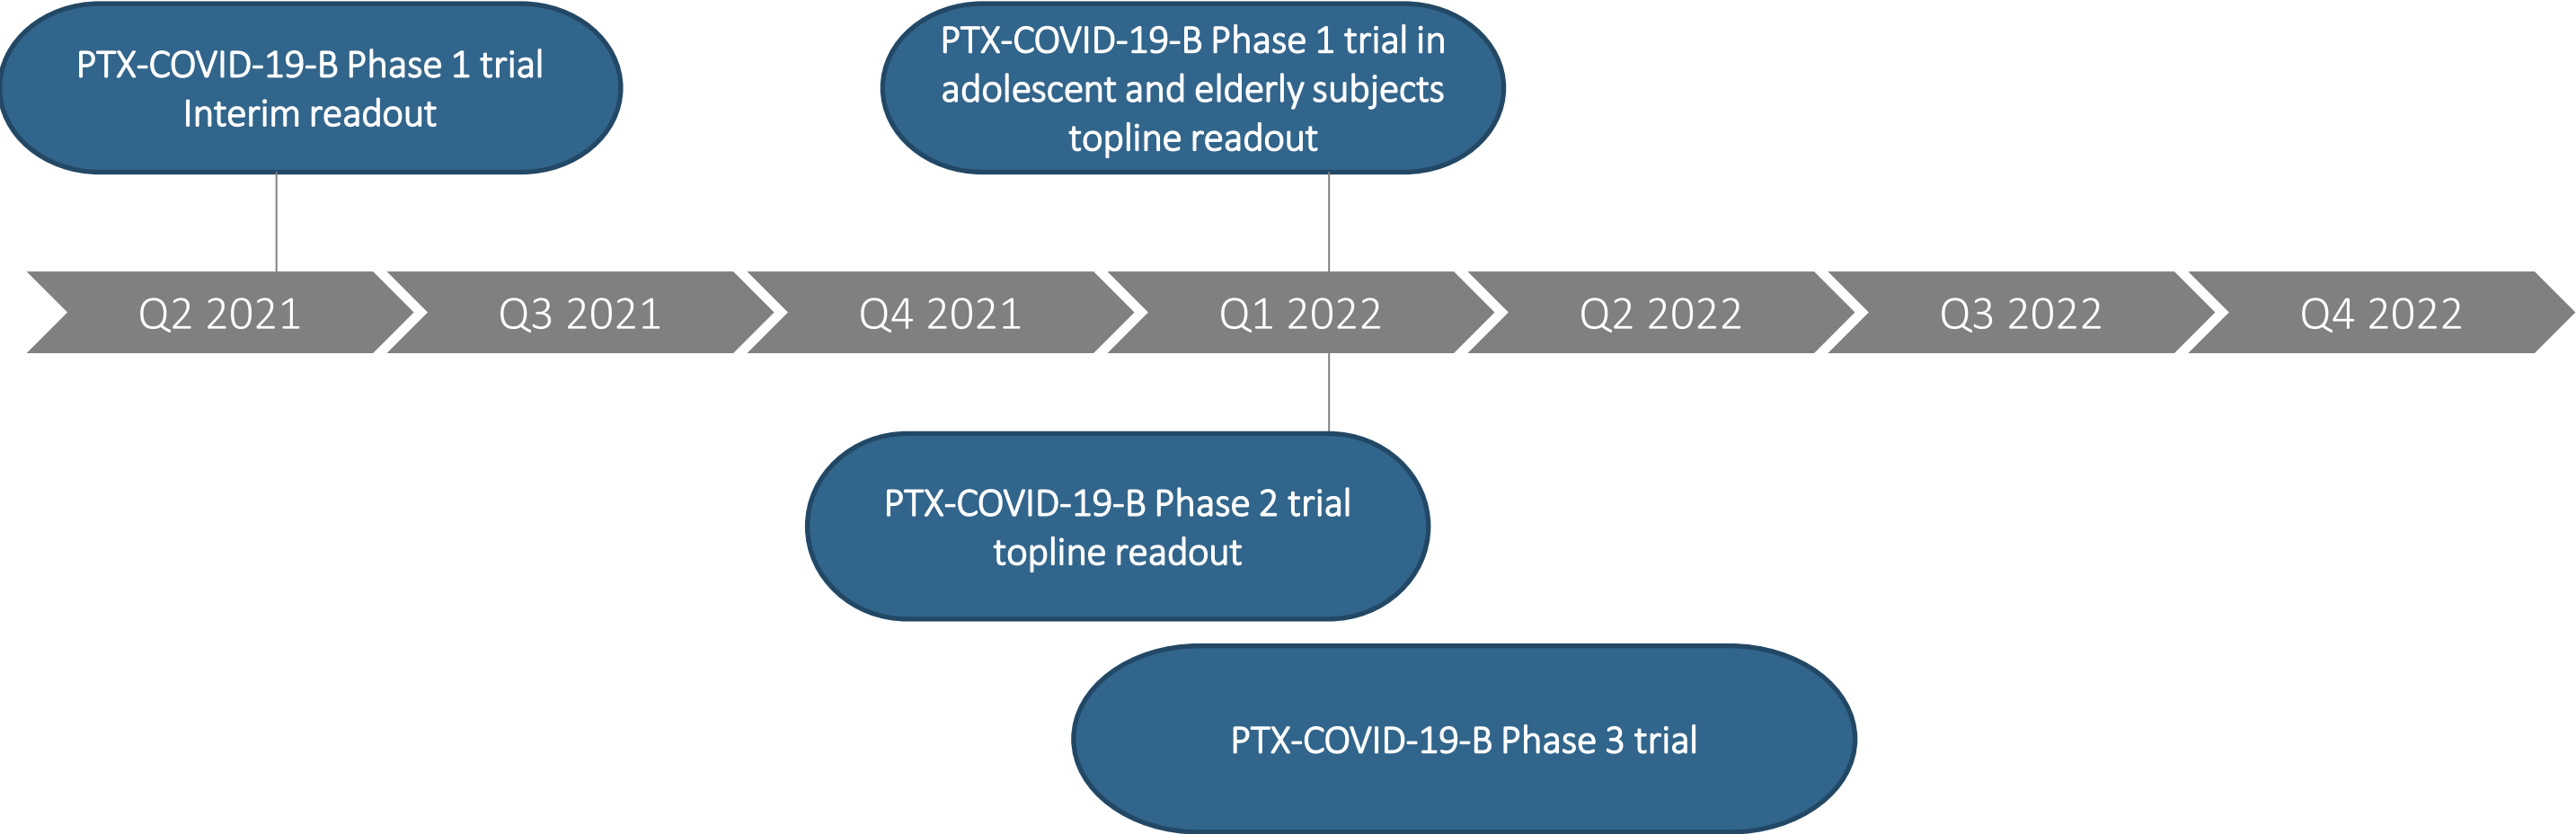 PTX-COVID-19-B Phase 1 trial
Interim readout
PTX-COVID-19-B Phase 1 trial in
adolescent and elderly subjects
topline readout
Q2 2021
Q3 2021
Q4 2021
Q1 2022
Q2 2022
Q3 2022
Q4 2022
PTX-COVID-19-B Phase 2 trial
topline readout
PTX-COVID-19-B Phase 3 trial